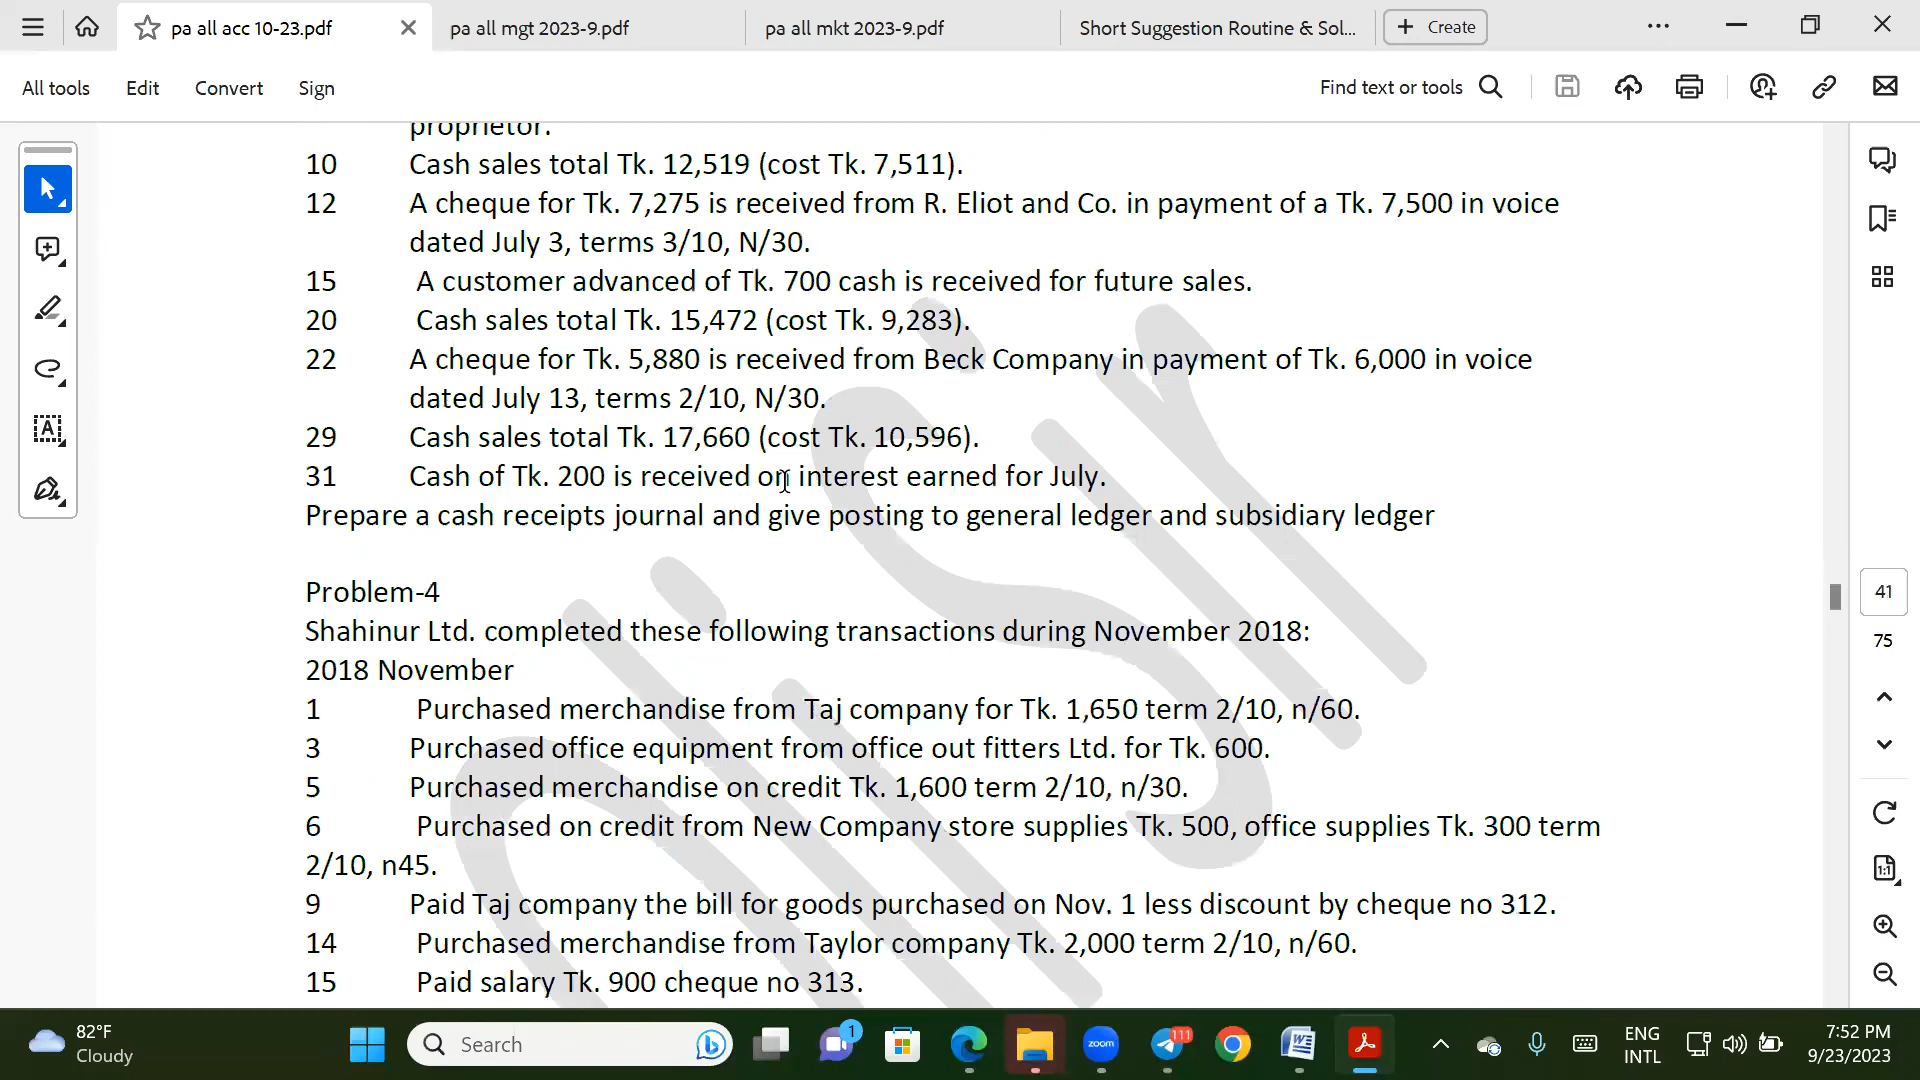 pa all acc 10-23.pdf
pa all mgt 2023-9.pdf
pa all mkt 2023-9.pdf
Short Suggestion Routine & Sol...
Create
All tools
Edit
Convert
Sign
Find text or tools
proprietor.
10 Cash sales total Tk. 12,519 (cost Tk. 7,511).
12 A cheque for Tk. 7,275 is received from R. Eliot and Co. in payment of a Tk. 7,500 in voice
dated July 3, terms 3/10, N/30.
15 A customer advanced of Tk. 700 cash is received for future sales.
20 Cash sales total Tk. 15,472 (cost Tk. 9,283).
22 A cheque for Tk. 5,880 is received from Beck Company in payment of Tk. 6,000 in voice
dated July 13, terms 2/10, N/30.
29 Cash sales total Tk. 17,660 (cost Tk. 10,596).
31 Cash of Tk. 200 is received on interest earned for July.
Prepare a cash receipts journal and give posting to general ledger and subsidiary ledger
Problem-4
Shahinur Ltd. completed these following transactions during November 2018:
2018 November
1 Purchased merchandise from Taj company for Tk. 1,650 term 2/10, n/60.
3 Purchased office equipment from office out fitters Ltd. for Tk. 600.
5 Purchased merchandise on credit Tk. 1,600 term 2/10, n/30.
6 Purchased on credit from New Company store supplies Tk. 500, office supplies Tk. 300 term
2/10, n45.
9 Paid Taj company the bill for goods purchased on Nov. 1 less discount by cheque no 312.
14 Purchased merchandise from Taylor company Tk. 2,000 term 2/10, n/60.
15 Paid salary Tk. 900 cheque no 313.
41
75
1:1
82°F
Cloudy
Search
1
zoom
111
ENG
INTL
7:52 PM
9/23/2023